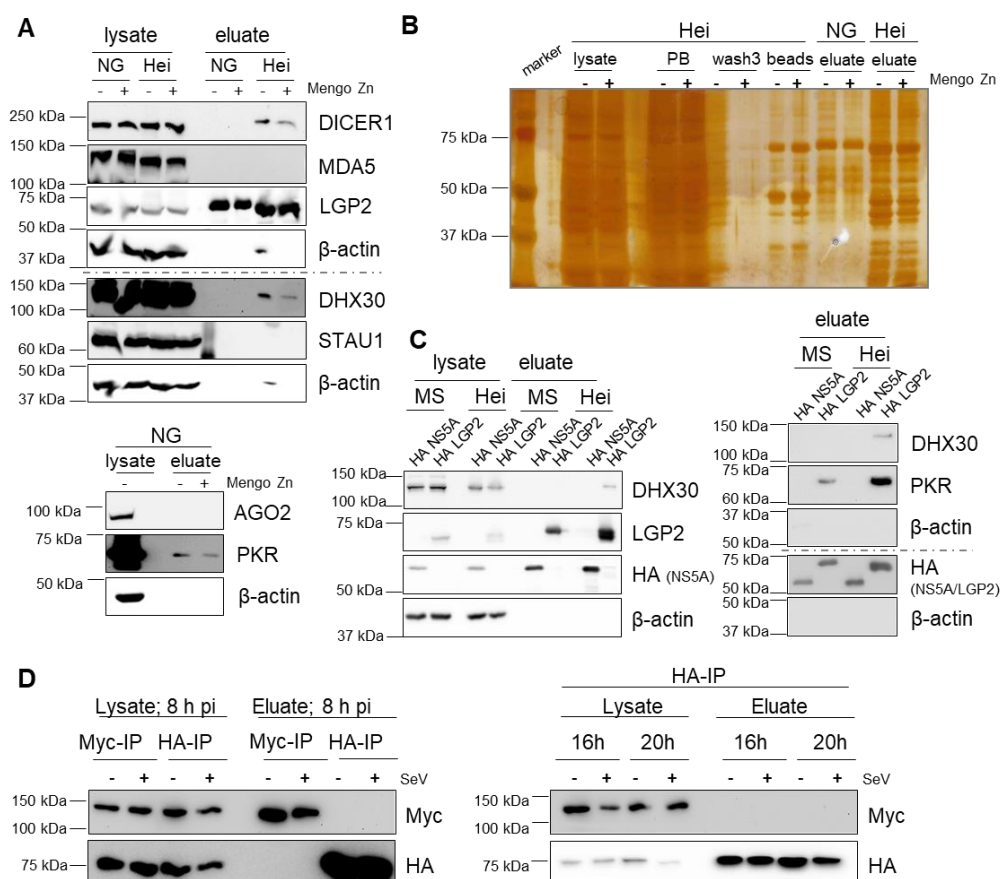 A
lysate eluate
NG Hei NG Hei
- + - + - + - + Mengo Zn
250 kDa
DICER1
150 kDa
MDA5
100 kDa
75 kDa
LGP2
50 kDa
β-actin
37 kDa
150 kDa
DHX30
100 kDa
STAU1
60 kDa
50 kDa
β-actin
37 kDa
NG
lysate eluate
- - + Mengo Zn
100 kDa
AGO2
75 kDa
PKR
50 kDa
β-actin
B
Hei NG Hei
marker lysate PB wash3 beads eluate eluate
- + - + - + - + - + - + Mengo Zn
75 kDa
50 kDa
37 kDa
C
lysate eluate
MS Hei MS Hei
HA NS5A HA LGP2 HA NS5A HA LGP2 HA NS5A HA LGP2 HA NS5A HA LGP2
150 kDa
DHX30
100 kDa
75 kDa
LGP2
HA (NS5A)
50 kDa
β-actin
37 kDa
eluate
MS Hei
HA NS5A HA LGP2 HA NS5A HA LGP2
150 kDa
DHX30
100 kDa
75 kDa
PKR
60 kDa
37 kDa
β-actin
50 kDa
75 kDa
HA
(NS5A/LGP2)
50 kDa
50 kDa
β-actin
37 kDa
D
Lysate; 8 h pi Eluate; 8 h pi
Myc-IP HA-IP Myc-IP HA-IP
- + - + - + - + SeV
150 kDa
Myc
100 kDa
75 kDa
HA
HA-IP
Lysate Eluate
16h 20h 16h 20h
- + - + - + - + SeV
150 kDa
Myc
100 kDa
75 kDa
HA